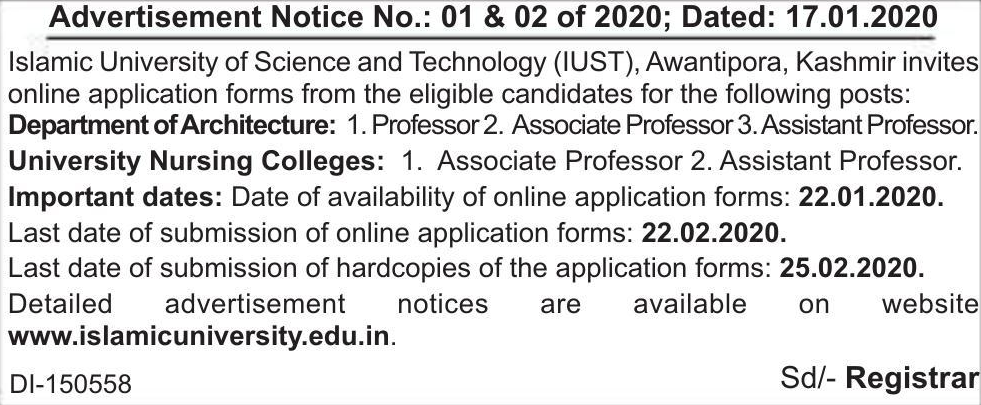 Advertisement Notice No.: 01 & 02 of 2020; Dated: 17.01.2020
Islamic University of Science and Technology (IUST), Awantipora, Kashmir invites
online application forms from the eligible candidates for the following posts:
Department of Architecture: 1. Professor 2. Associate Professor 3. Assistant Professor.
University Nursing Colleges: 1. Associate Professor 2. Assistant Professor.
Important dates: Date of availability of online application forms: 22.01.2020.
Last date of submission of online application forms: 22.02.2020.
Last date of submission of hardcopies of the application forms: 25.02.2020.
Detailed advertisement notices are available on website
www.islamicuniversity.edu.in.
DI-150558
Sd/- Registrar